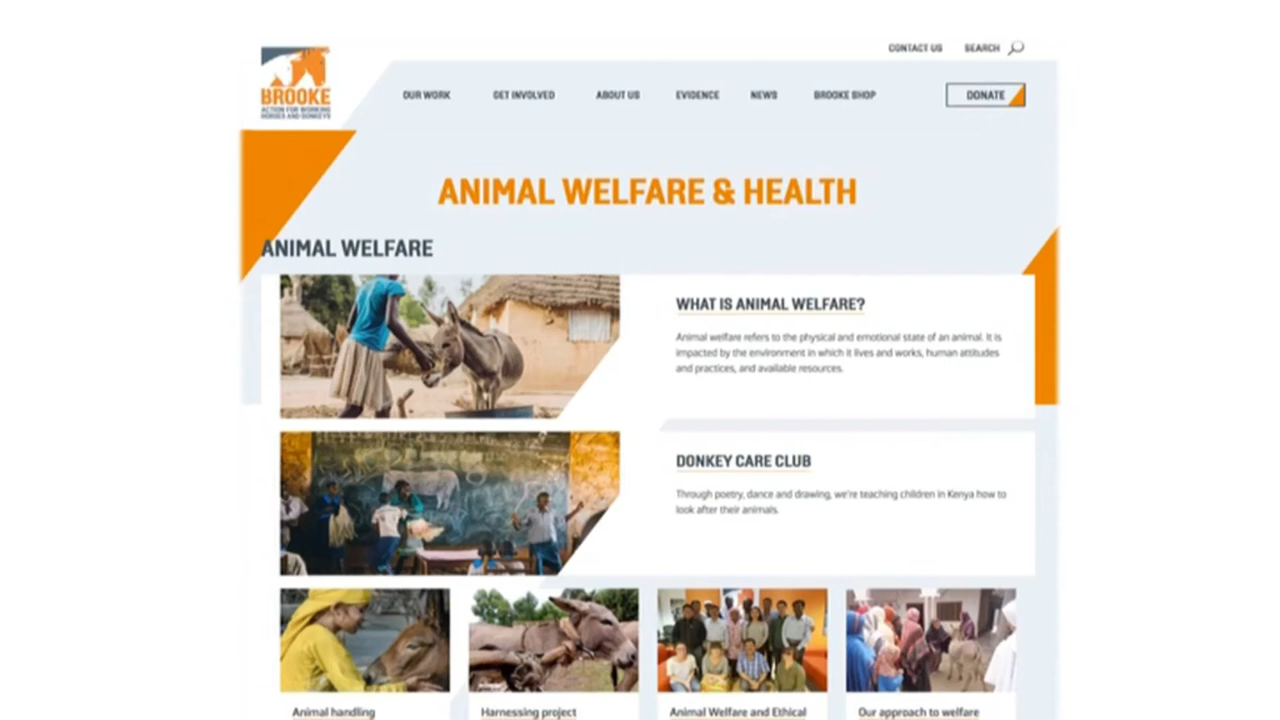 CONTACT US
SEARCH
BROOKE
ACTION FOR WORKING
HORSES AND DONKEYS
OUR WORK
GET INVOLVED
ABOUT US
EVIDENCE
NEWS
BROOKE SHOP
DONATE
ANIMAL WELFARE & HEALTH
ANIMAL WELFARE
WHAT IS ANIMAL WELFARE?
Animal welfare refers to the physical and emotional state of an animal. It is
impacted by the environment in which it lives and works, human attitudes
and practices, and available resources.
DONKEY CARE CLUB
Through poetry, dance and drawing, we're teaching children in Kenya how to
look after their animals.
Animal handling
Harnessing project
Animal Welfare and Ethical
Our approach to welfare